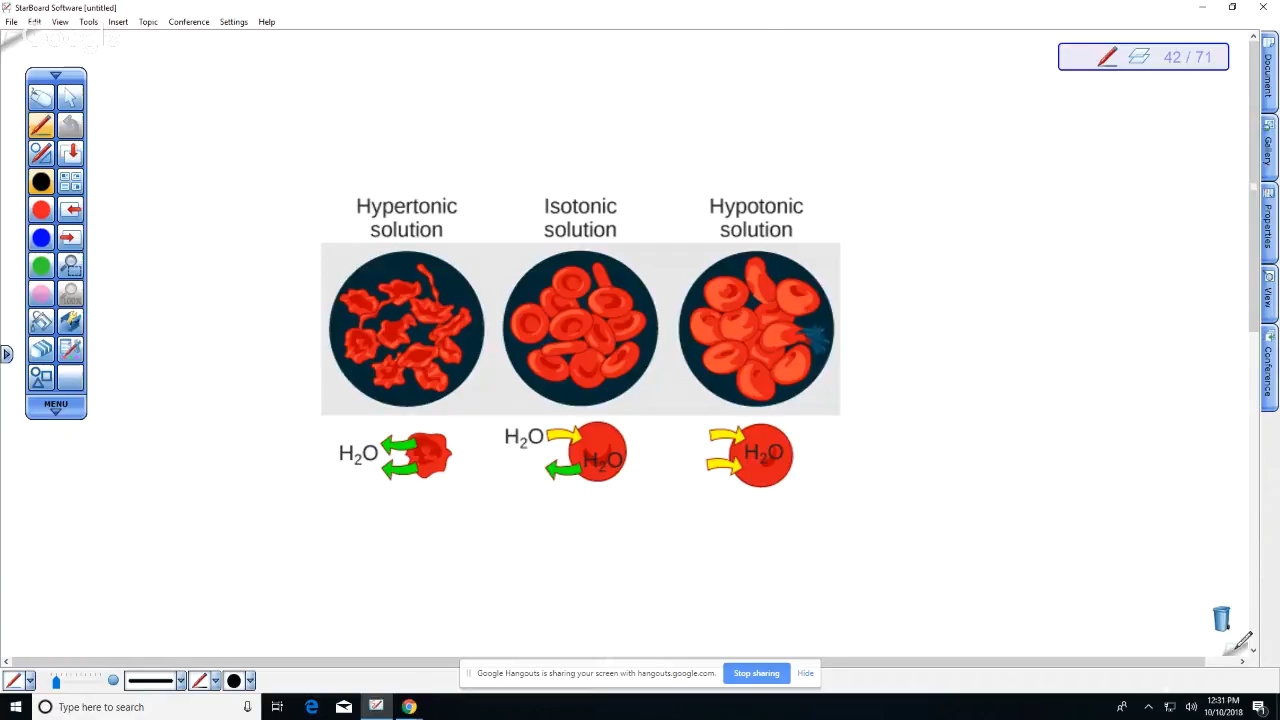 StarBoard Software [untitled]
File Edit View Tools Insert Topic Conference Settings Help
42 / 71
Document
Gallery
Properties
View
Conference
MENU
Hypertonic solution
Isotonic solution
Hypotonic solution
H₂O
H₂O
H₂O
H₂O
Google Hangouts is sharing your screen with hangouts.google.com.
Stop sharing
Hide
Type here to search
12:31 PM
10/10/2018